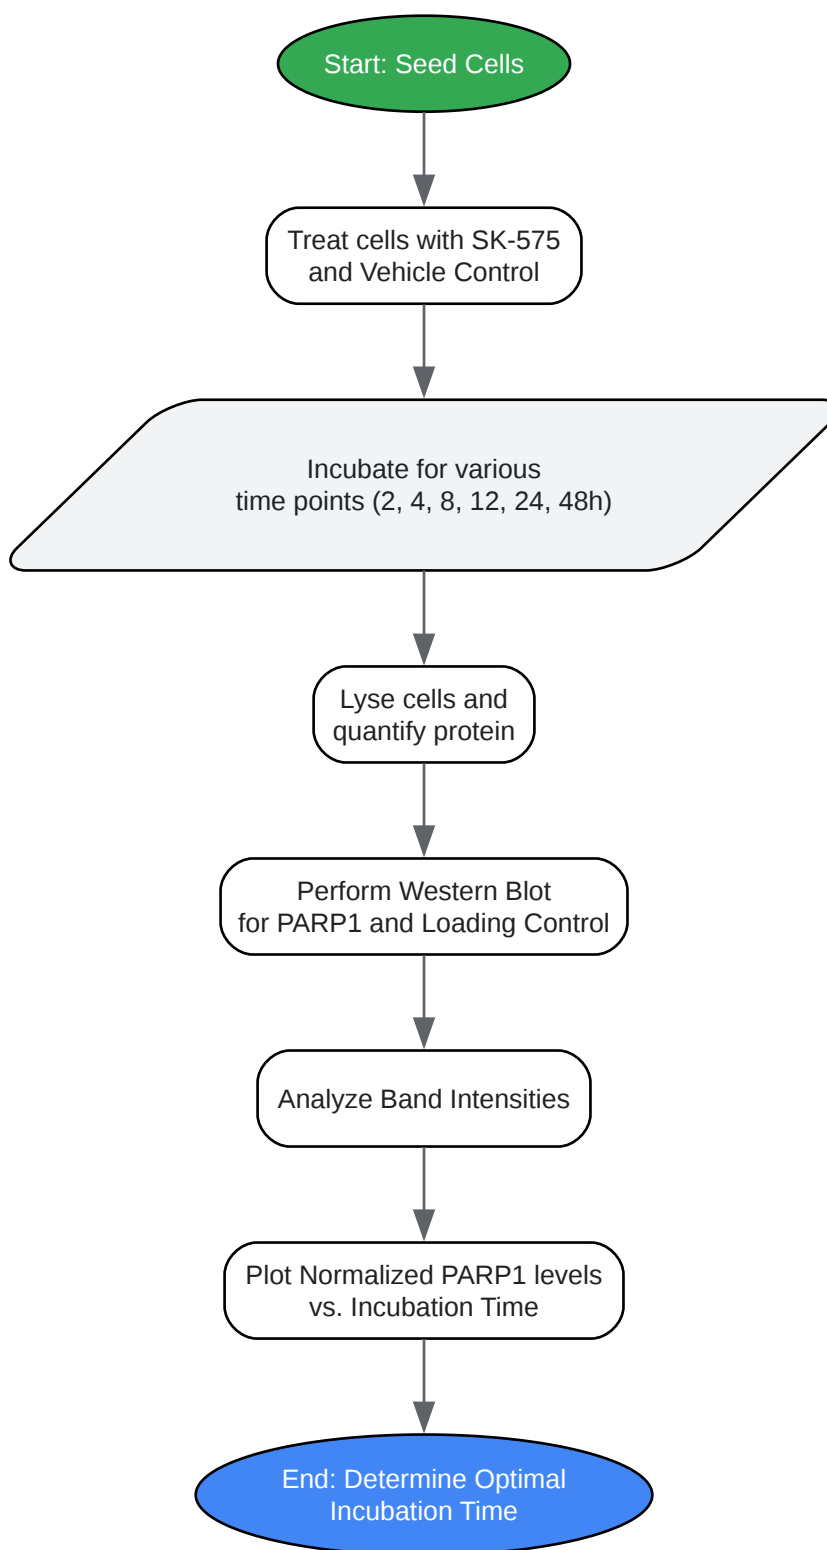 Start: Seed Cells
Treat cells with SK-575
and Vehicle Control
Incubate for various
time points (2, 4, 8, 12, 24, 48h)
Lyse cells and
quantify protein
Perform Western Blot
for PARP1 and Loading Control
Analyze Band Intensities
Plot Normalized PARP1 levels
vs. Incubation Time
End: Determine Optimal
Incubation Time